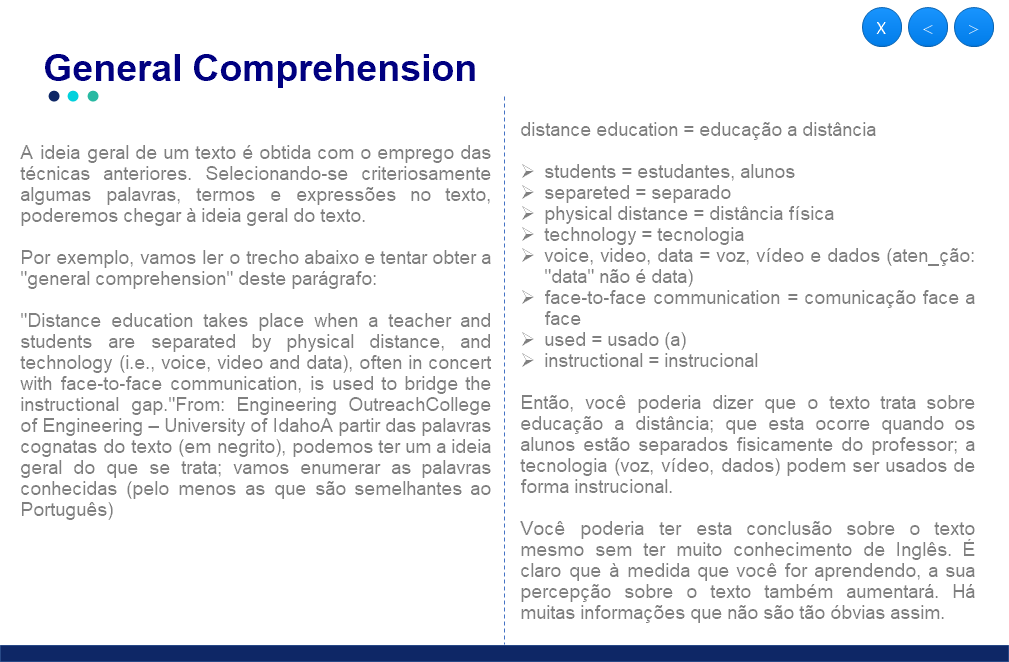 X < >
General Comprehension
A ideia geral de um texto é obtida com o emprego das
técnicas anteriores. Selecionando-se criteriosamente
algumas palavras, termos e expressões no texto,
poderemos chegar à ideia geral do texto.
Por exemplo, vamos ler o trecho abaixo e tentar obter a
"general comprehension" deste parágrafo:
"Distance education takes place when a teacher and
students are separated by physical distance, and
technology (i.e., voice, video and data), often in concert
with face-to-face communication, is used to bridge the
instructional gap."From: Engineering OutreachCollege
of Engineering – University of IdahoA partir das palavras
cognatas do texto (em negrito), podemos ter um a ideia
geral do que se trata; vamos enumerar as palavras
conhecidas (pelo menos as que são semelhantes ao
Português)
distance education = educação a distância
➢ students = estudantes, alunos
➢ separeted = separado
➢ physical distance = distância física
➢ technology = tecnologia
➢ voice, video, data = voz, vídeo e dados (aten_ção:
"data" não é data)
➢ face-to-face communication = comunicação face a
face
➢ used = usado (a)
➢ instructional = instrucional
Então, você poderia dizer que o texto trata sobre
educação a distância; que esta ocorre quando os
alunos estão separados fisicamente do professor; a
tecnologia (voz, vídeo, dados) podem ser usados de
forma instrucional.
Você poderia ter esta conclusão sobre o texto
mesmo sem ter muito conhecimento de Inglês. É
claro que à medida que você for aprendendo, a sua
percepção sobre o texto também aumentará. Há
muitas informações que não são tão óbvias assim.